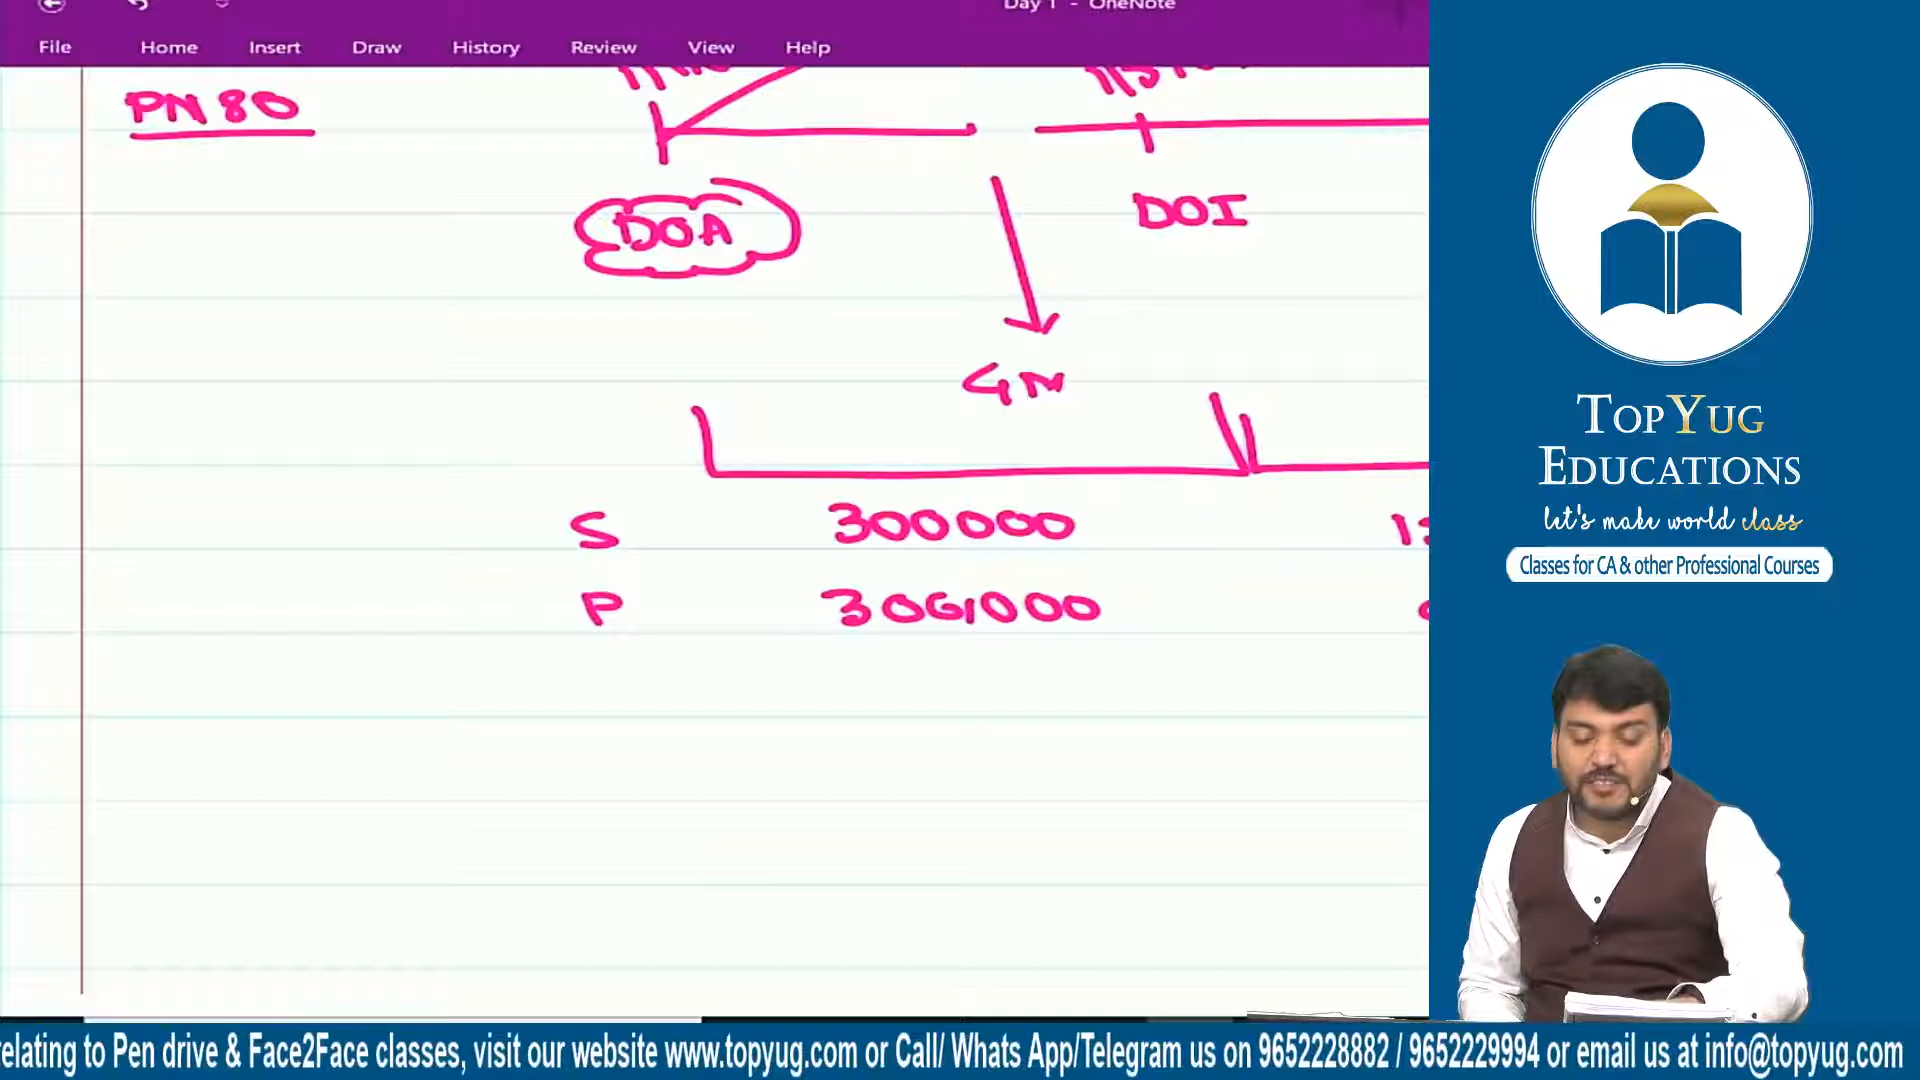 Day 1 - OneNote
File Home Insert Draw History Review View Help
PN 80
DOA
DOI
4M
S 300000
P 306000
TOPYUG
EDUCATIONS
let's make world class
Classes for CA & other Professional Courses
relating to Pen drive & Face2Face classes, visit our website www.topyug.com or Call/ Whats App/Telegram us on 9652228882 / 9652229994 or email us at info@topyug.com